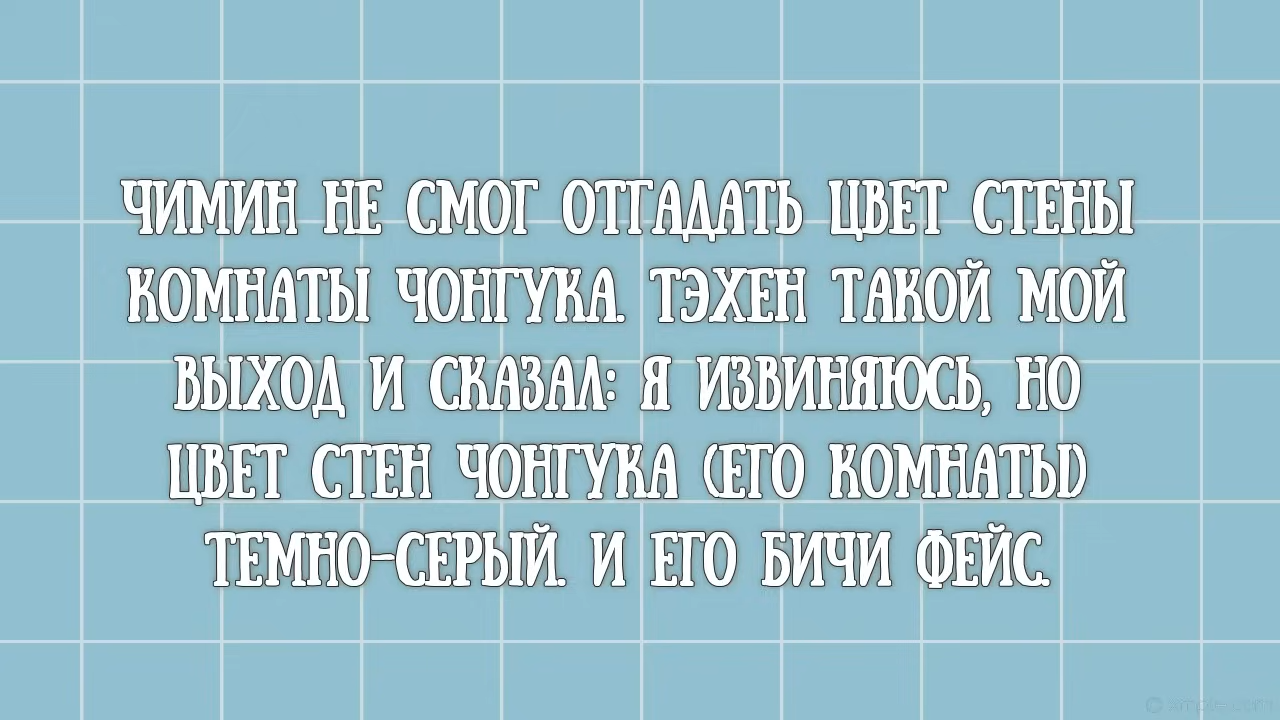 ЧИМИН НЕ СМОГ ОТГАДАТЬ ЦВЕТ СТЕНЫ
КОМНАТЫ ЧОНГУКА. ТЭХЕН ТАКОЙ МОЙ
ВЫХОД И СКАЗАЛ: Я ИЗВИНЯЮСЬ, НО
ЦВЕТ СТЕН ЧОНГУКА (ЕГО КОМНАТЫ)
ТЕМНО-СЕРЫЙ. И ЕГО БИЧИ ФЕЙС.